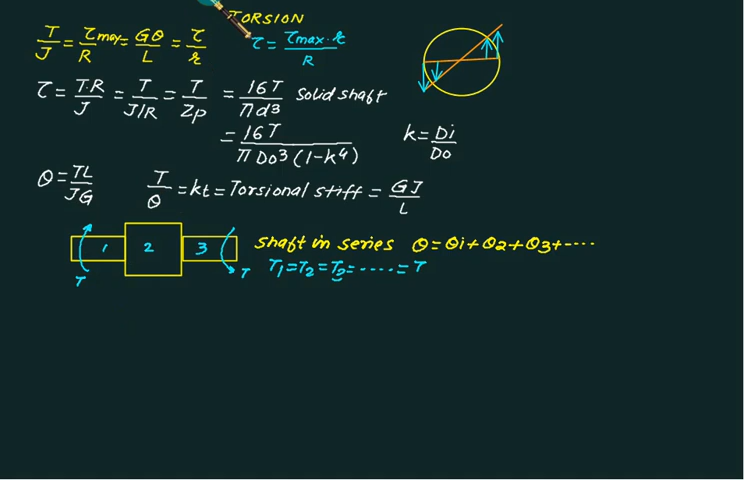 TORSION
T/J = τmax/R = Gθ/L = τ/r
τ = τmax·r/R
τ = T.R/J = T/J/R = T/Zp = 16T/πd³ solid shaft
= 16T/πDo³(1-k⁴)
k = Di/Do
θ = TL/JG
T/θ = kt = Torsional stiff = GJ/L
1 2 3
T T
shaft in series θ = θ1+θ2+θ3+....
T1=T2=T3=.....=T